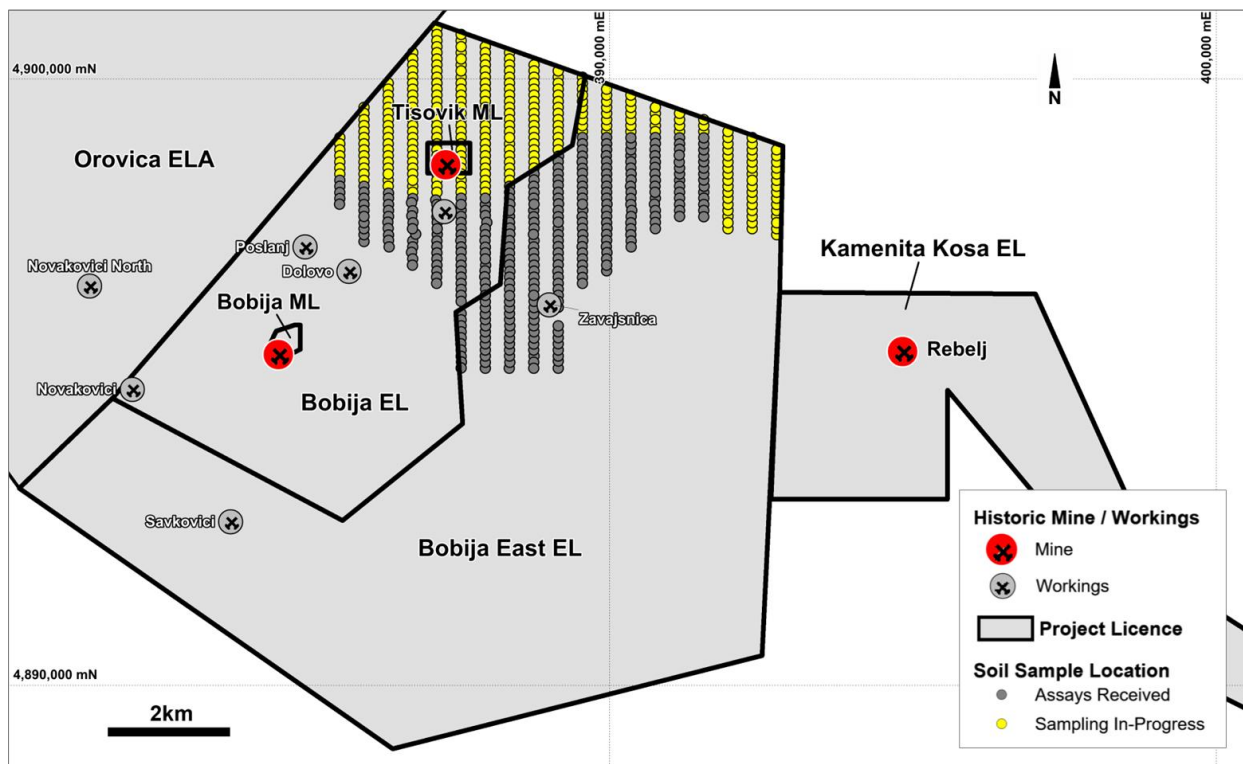 4,900,000 mN
390,000 mE
400,000 mE
N
Tisovik ML
Orovica ELA
Poslanj
Dolovo
Novakovici North
Kamenita Kosa EL
Bobija ML
Zavajsnica
Rebelj
Novakovici
Bobija EL
Savkovici
Bobija East EL
4,890,000 mN
2km
Historic Mine / Workings
Mine
Workings
Project Licence
Soil Sample Location
Assays Received
Sampling In-Progress